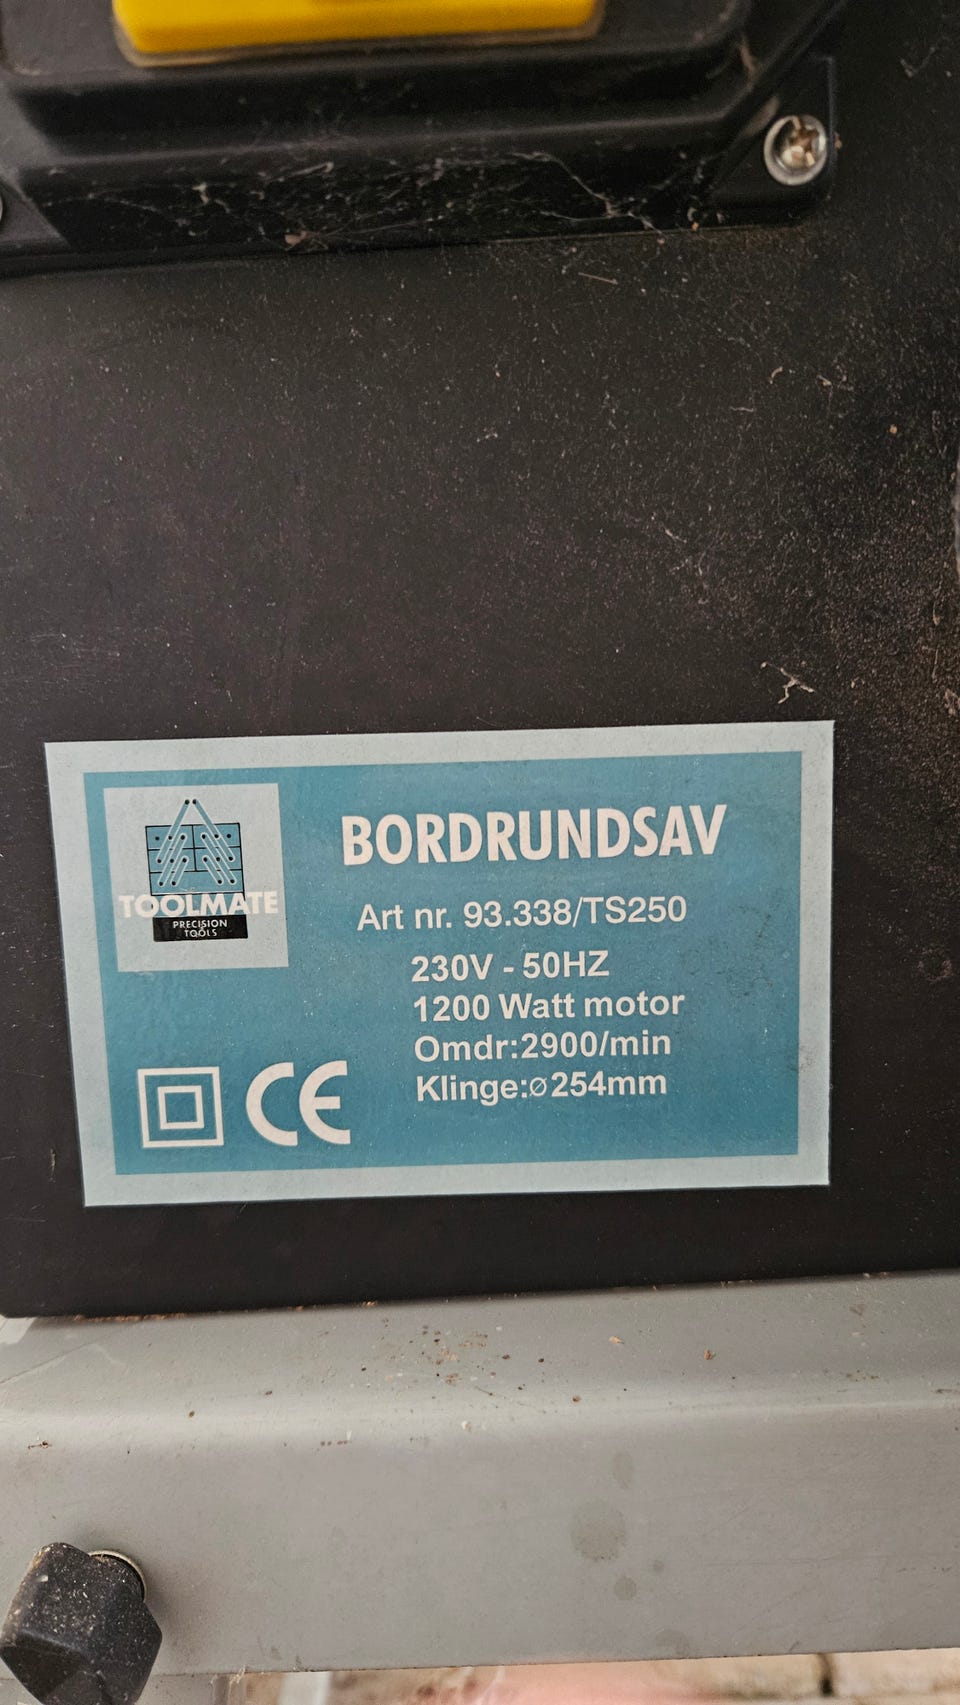 TOOLMATE
PRECISION
TOOLS
BORDRUNDSAV
Art nr. 93.338/TS250
230V - 50HZ
1200 Watt motor
Omdr:2900/min
Klinge:⌀254mm
CE